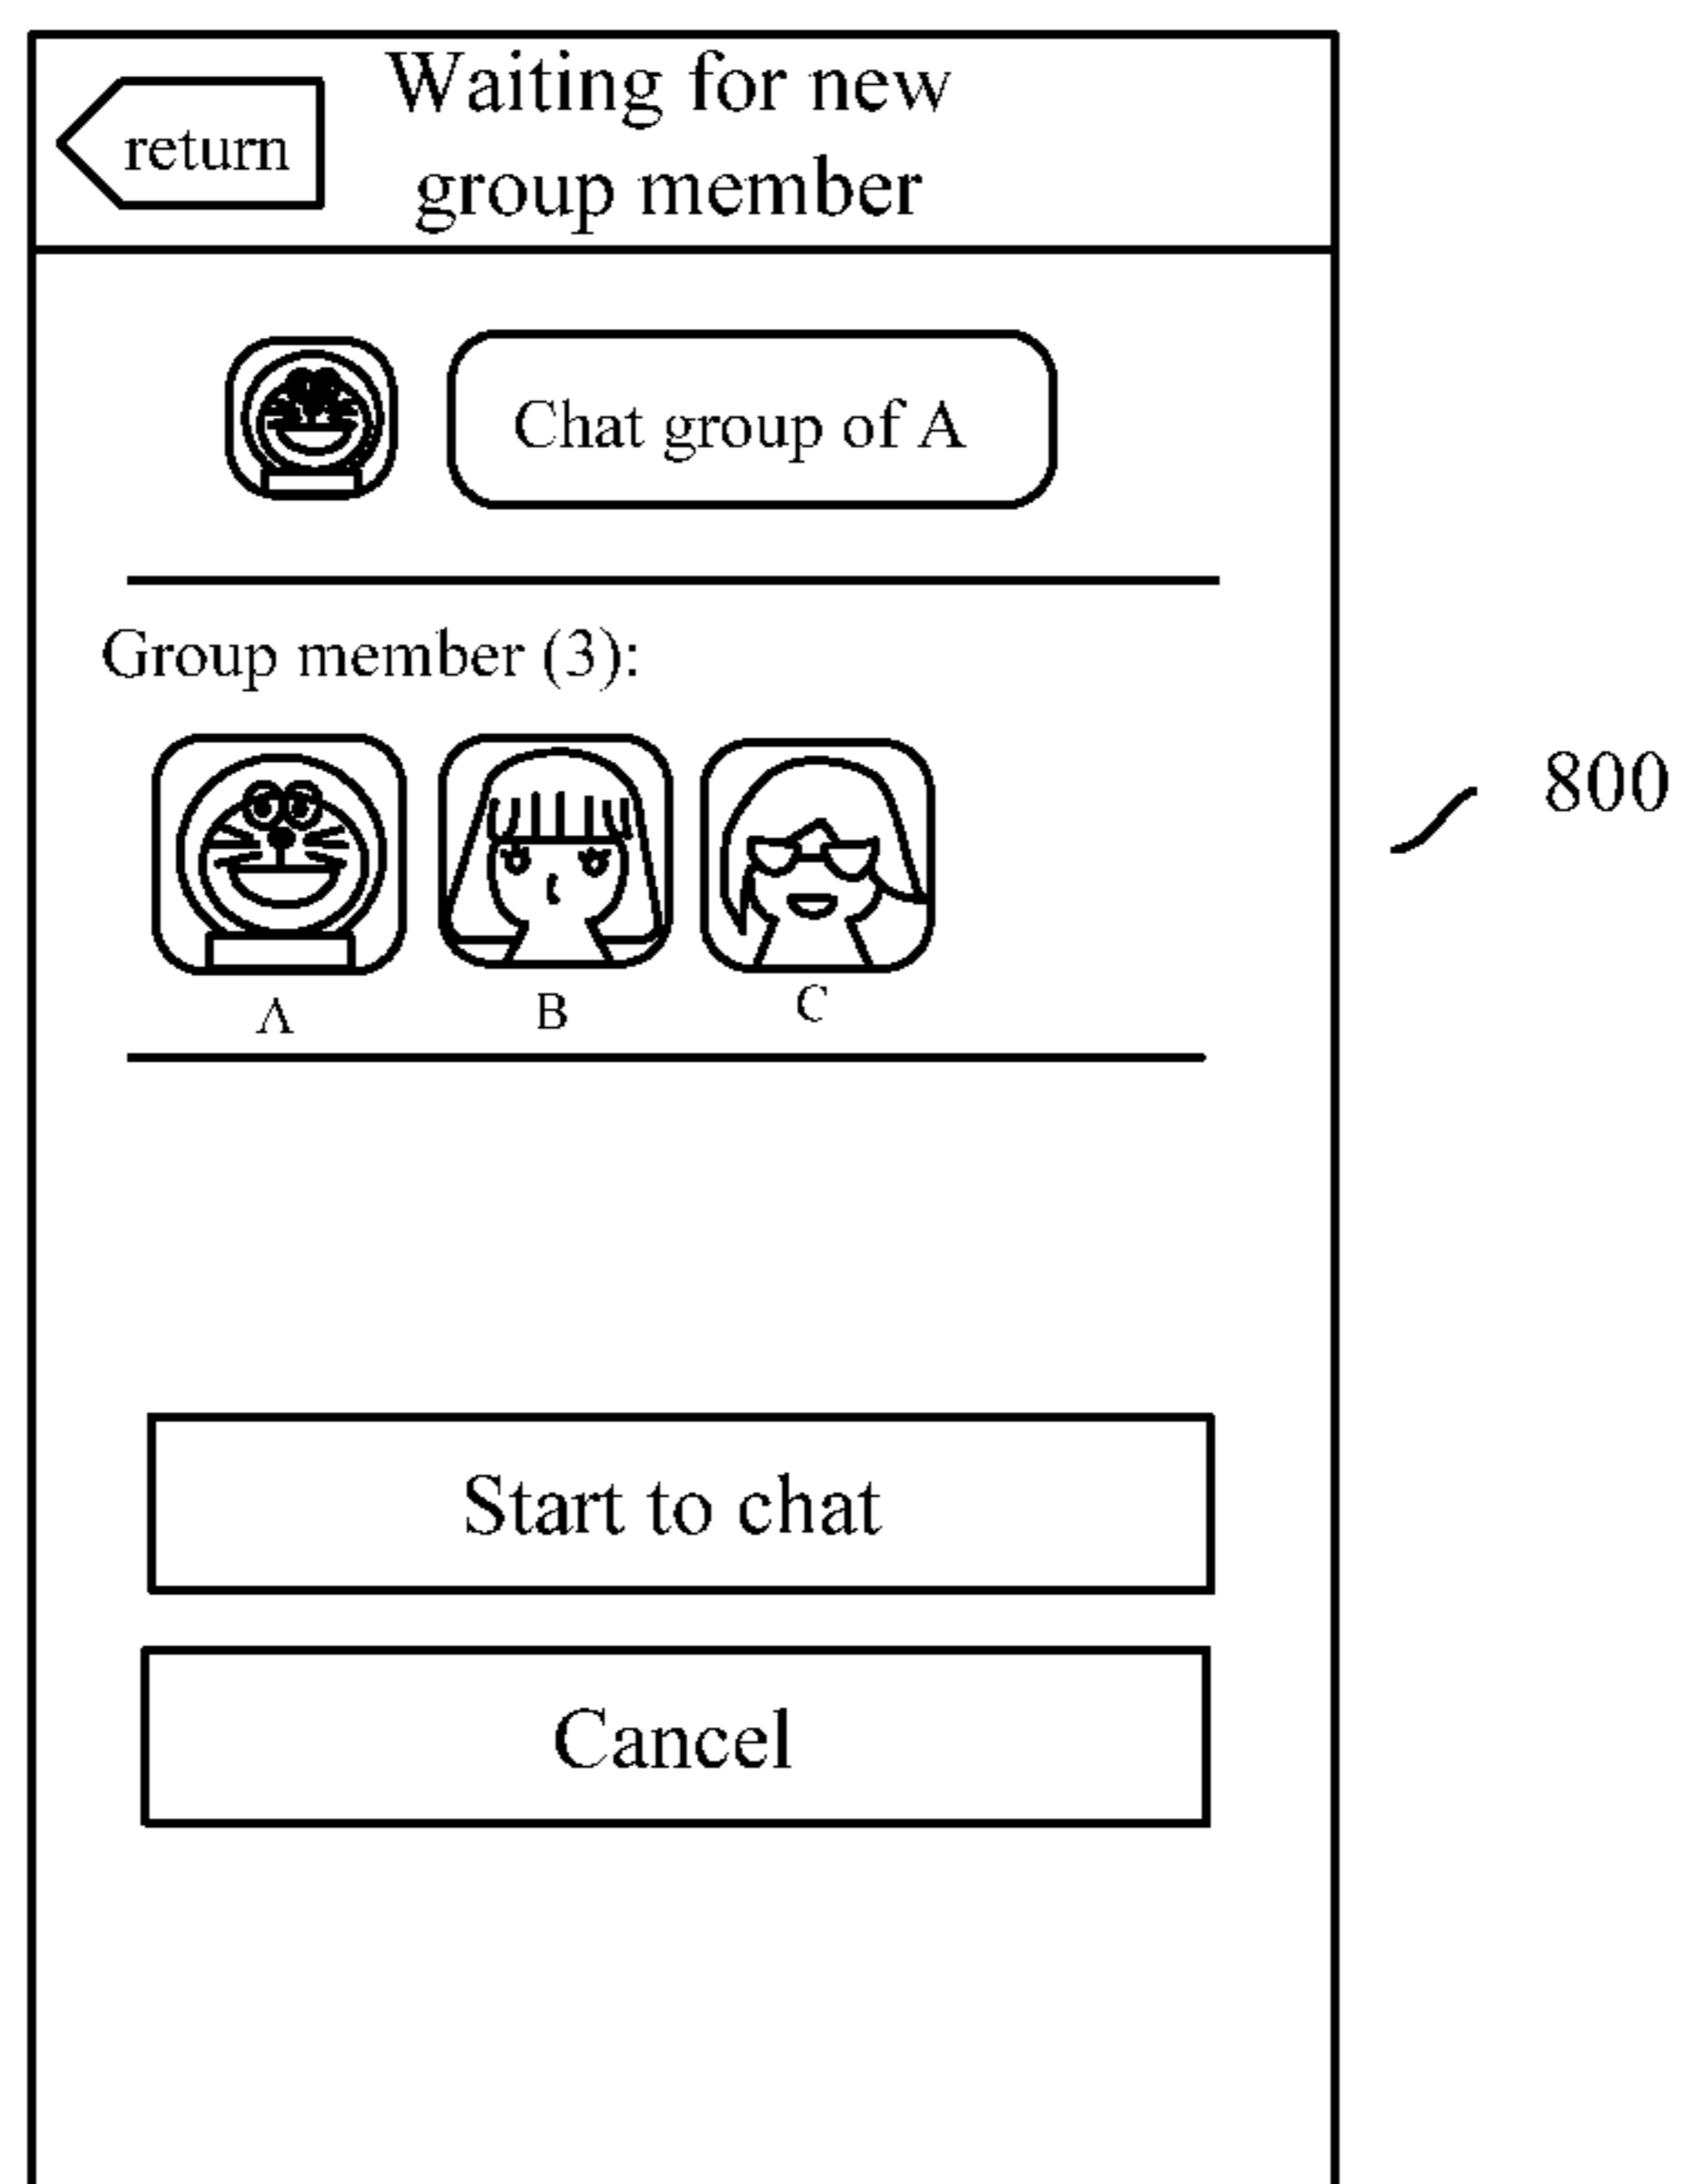 Waiting for new
return
group member
Chat group of A
Group member (3):
800
A B C
Start to chat
Cancel